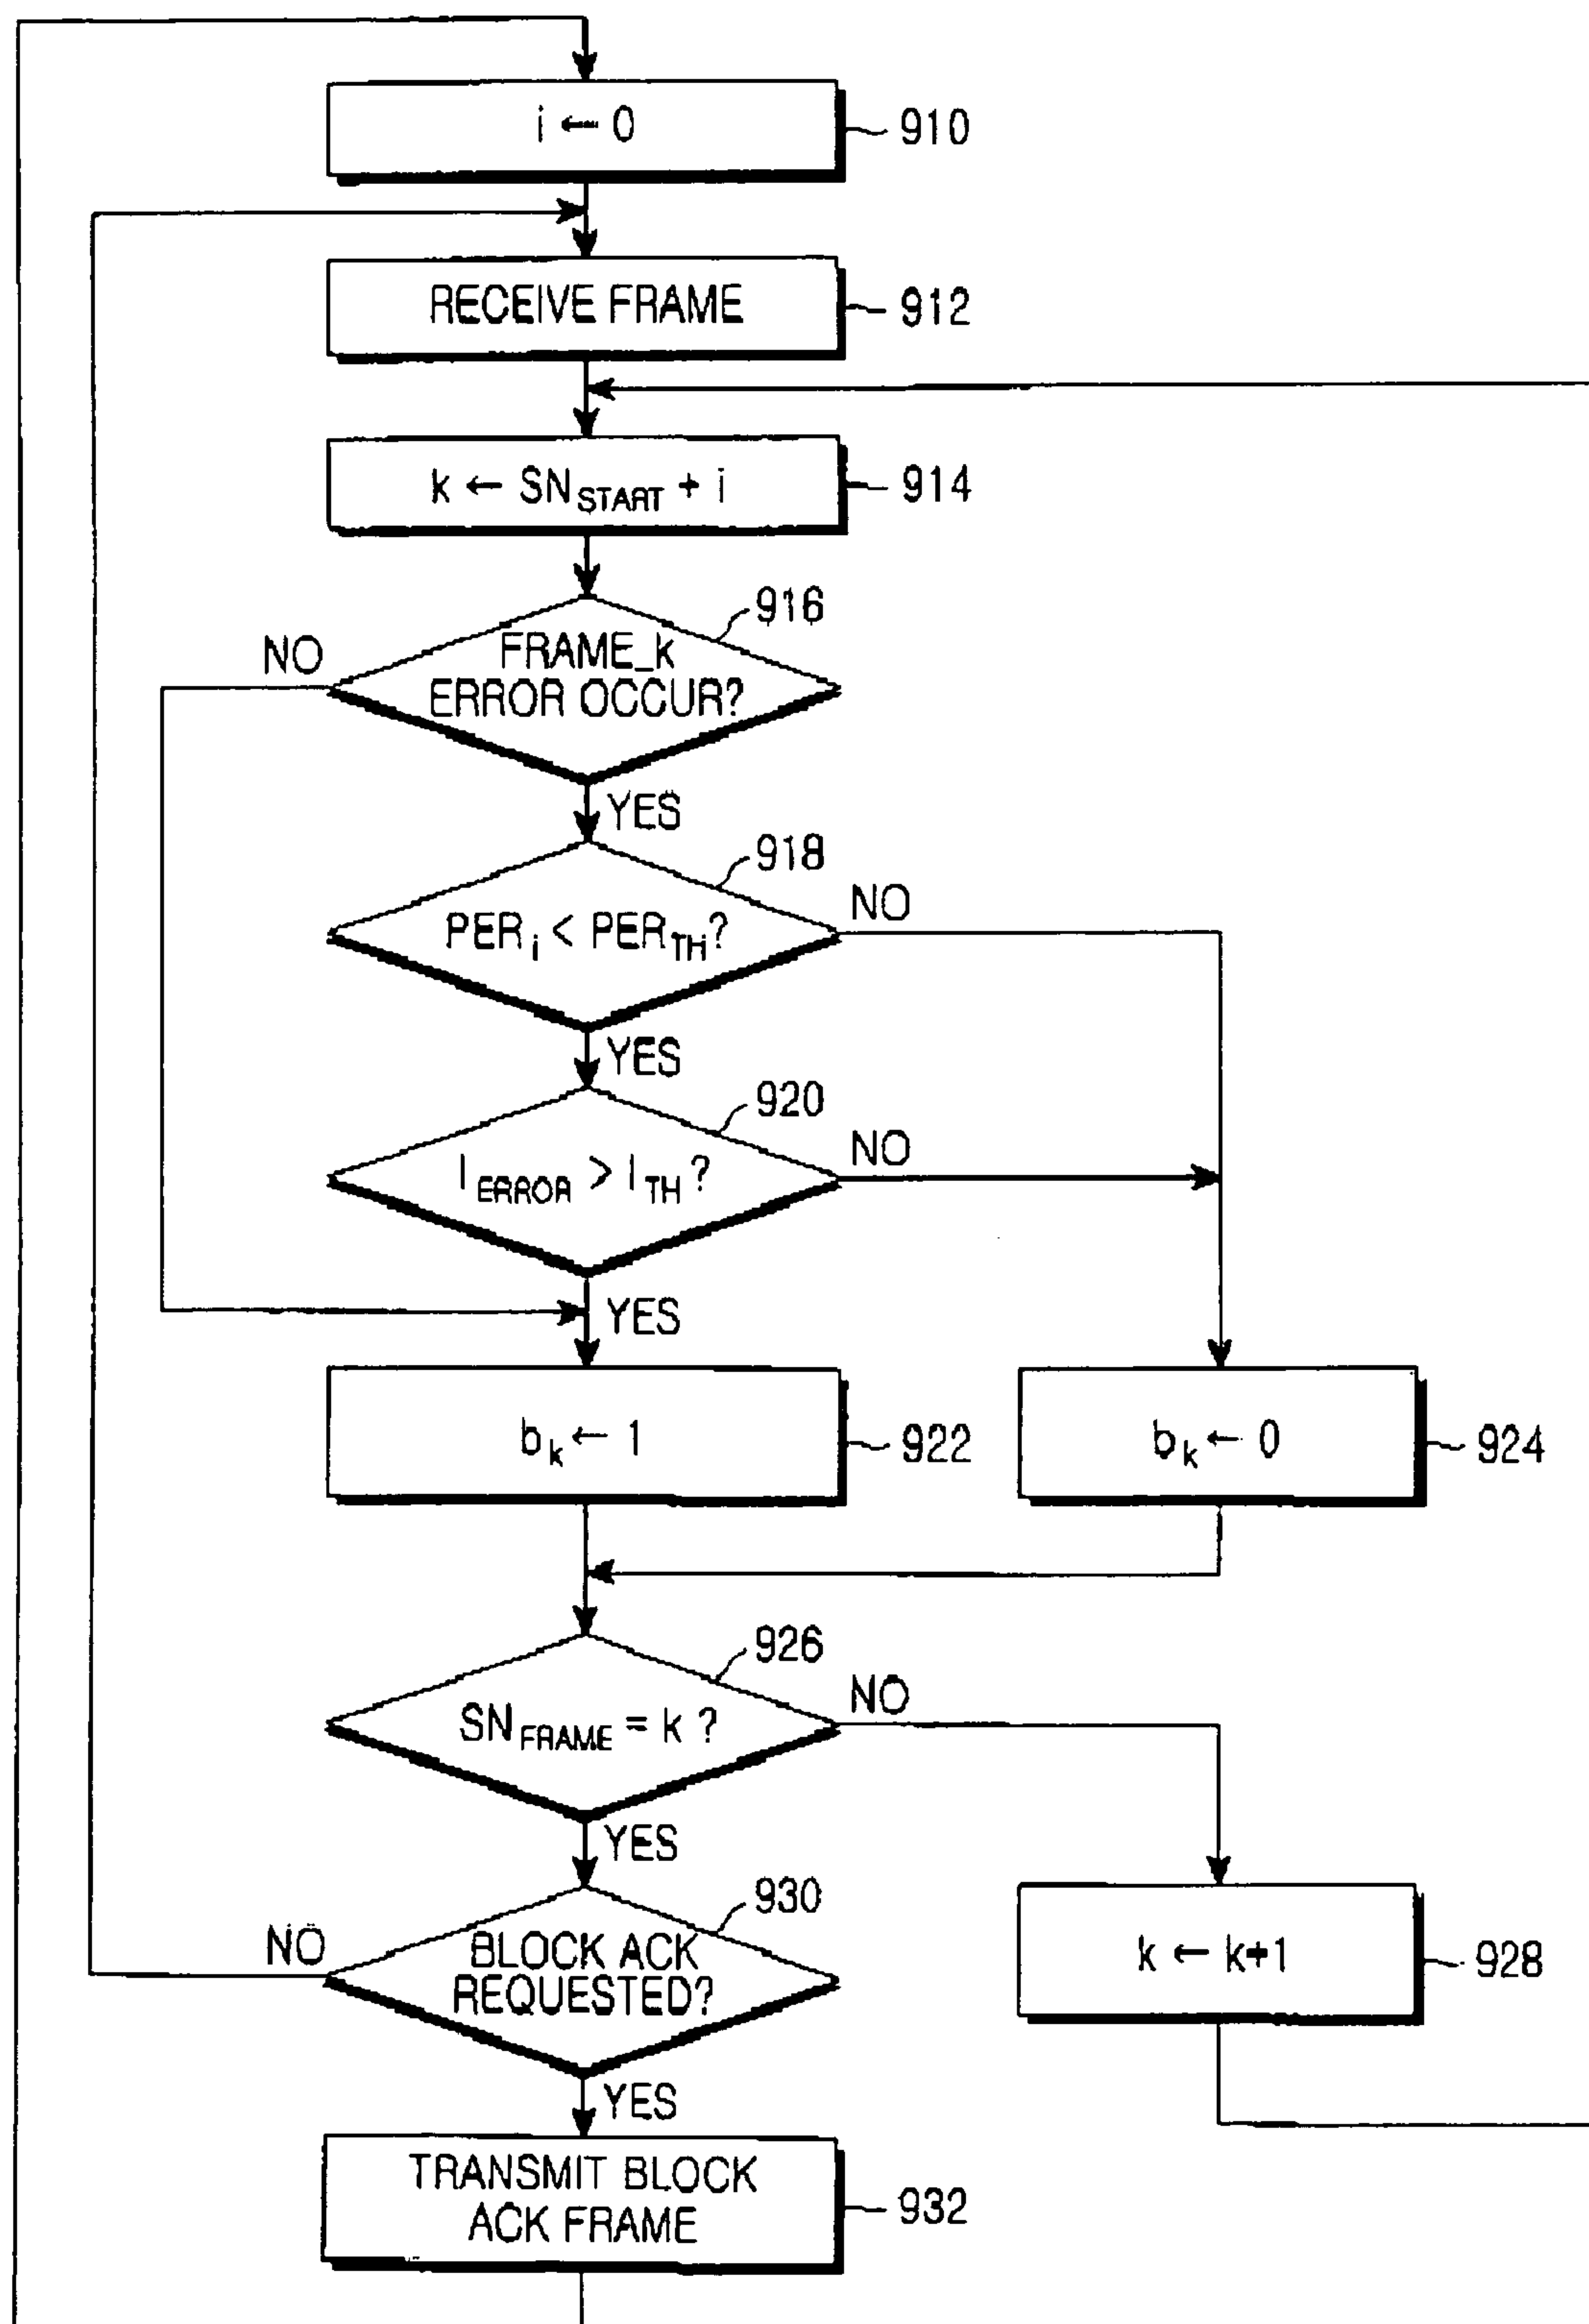 i ← 0
910
RECEIVE FRAME
912
k ← SN_START + i
914
916
NO
FRAME_k
ERROR OCCUR?
YES
918
PER_i < PER_TH?
NO
YES
920
I_ERROR > I_TH ?
NO
YES
b_k ← 1
922
b_k ← 0
924
926
SN_FRAME = k ?
NO
YES
930
NO
BLOCK ACK
REQUESTED?
k ← k+1
928
YES
TRANSMIT BLOCK
ACK FRAME
932